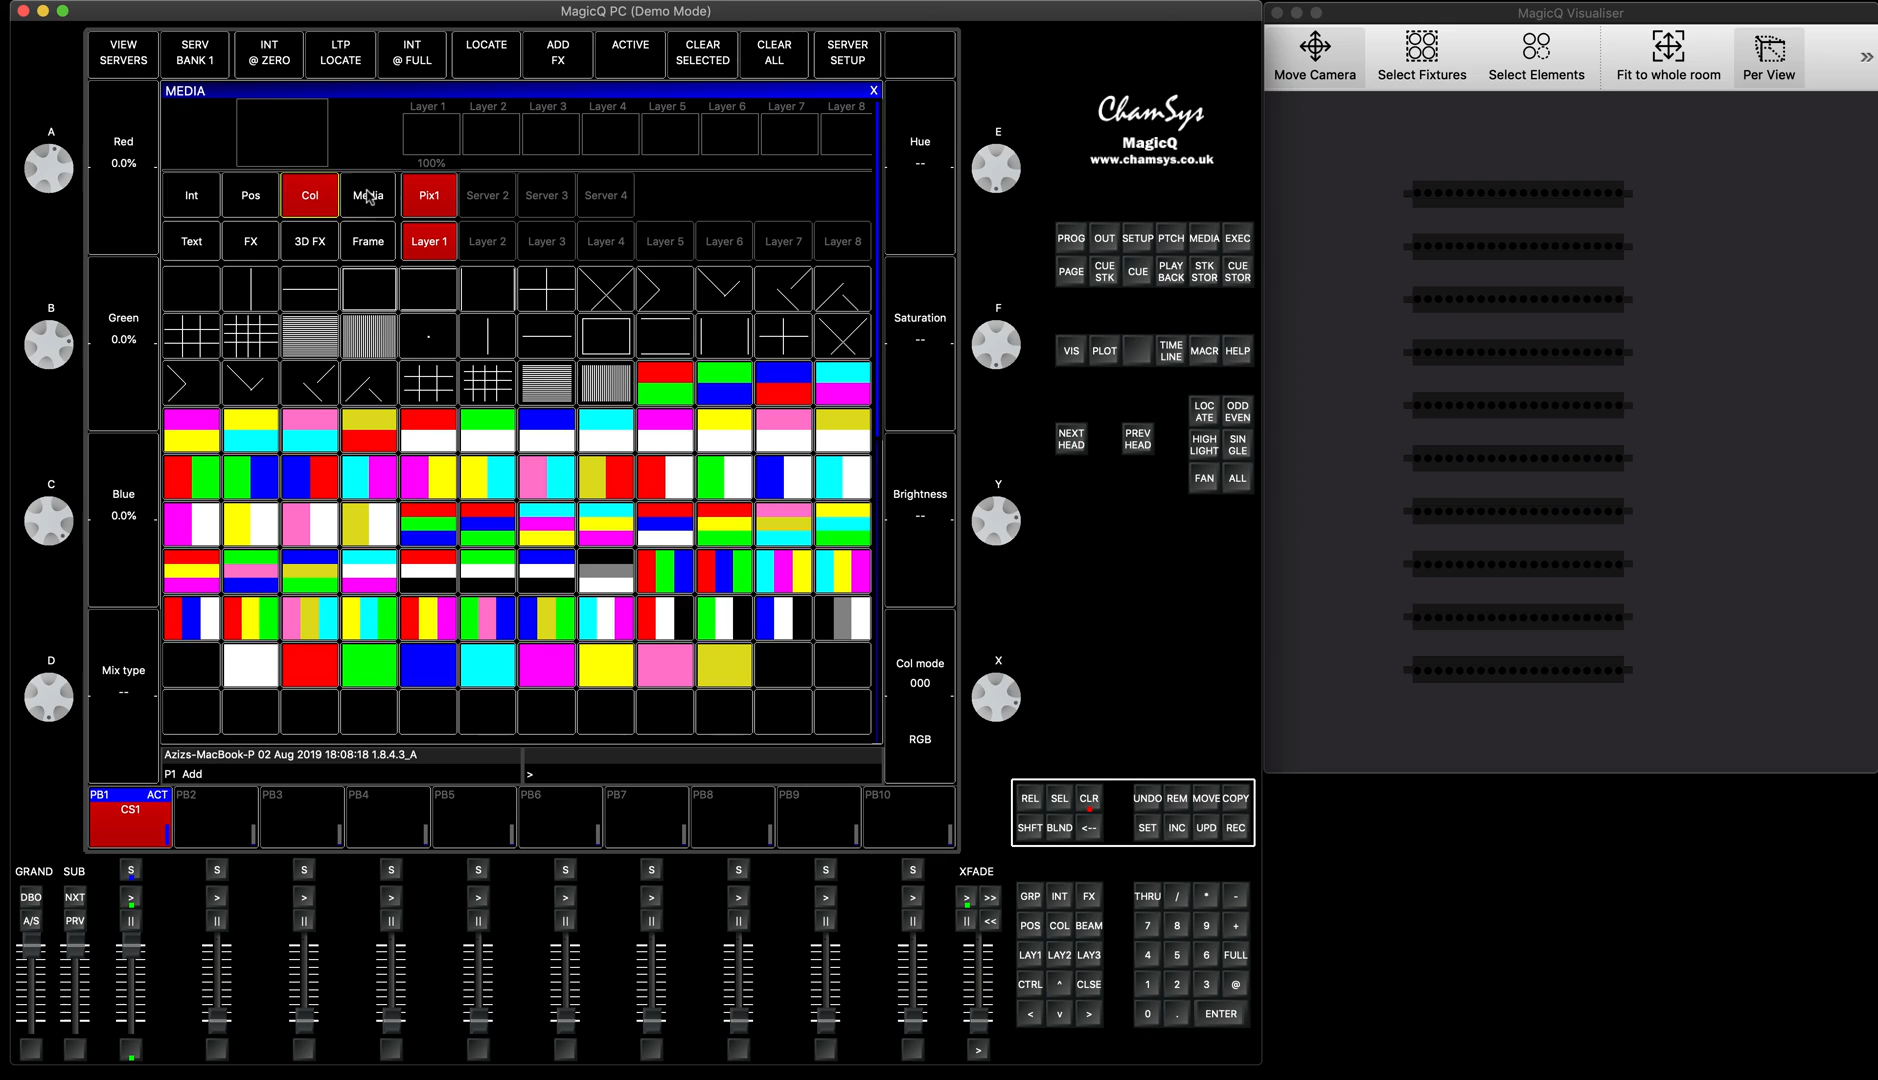 MagicQ PC (Demo Mode)
MagicQ Visualiser
VIEW SERVERS
SERV BANK 1
INT @ ZERO
LTP LOCATE
INT @ FULL
LOCATE
ADD FX
ACTIVE
CLEAR SELECTED
CLEAR ALL
SERVER SETUP
Move Camera
Select Fixtures
Select Elements
Fit to whole room
Per View
»
MEDIA
X
Layer 1 Layer 2 Layer 3 Layer 4 Layer 5 Layer 6 Layer 7 Layer 8
100%
A
B
C
D
Red
0.0%
Green
0.0%
Blue
0.0%
Mix type
--
Int Pos Col Media Pix1 Server 2 Server 3 Server 4
Text FX 3D FX Frame Layer 1 Layer 2 Layer 3 Layer 4 Layer 5 Layer 6 Layer 7 Layer 8
Hue
--
Saturation
--
Brightness
--
Col mode
000
RGB
E
F
Y
X
ChamSys
MagicQ
www.chamsys.co.uk
PROG OUT SETUP PTCH MEDIA EXEC
PAGE CUE STK CUE PLAY BACK STK STOR CUE STOR
VIS PLOT TIME LINE MACR HELP
NEXT HEAD
PREV HEAD
LOC ATE
ODD EVEN
HIGH LIGHT
SIN GLE
FAN ALL
Azizs-MacBook-P 02 Aug 2019 18:08:18 1.8.4.3_A
P1 Add
>
PB1 ACT
CS1
PB2 PB3 PB4 PB5 PB6 PB7 PB8 PB9 PB10
REL SEL CLR UNDO REM MOVE COPY
SHFT BLND <-- SET INC UPD REC
GRAND SUB S S S S S S S S S S XFADE
DBO NXT > > > > > > > > > > > >>
A/S PRV || || || || || || || || || || || <<
>
GRP INT FX THRU / * -
POS COL BEAM 7 8 9 +
LAY1 LAY2 LAY3 4 5 6 FULL
CTRL ^ CLSE 1 2 3 @
< v > 0 . ENTER